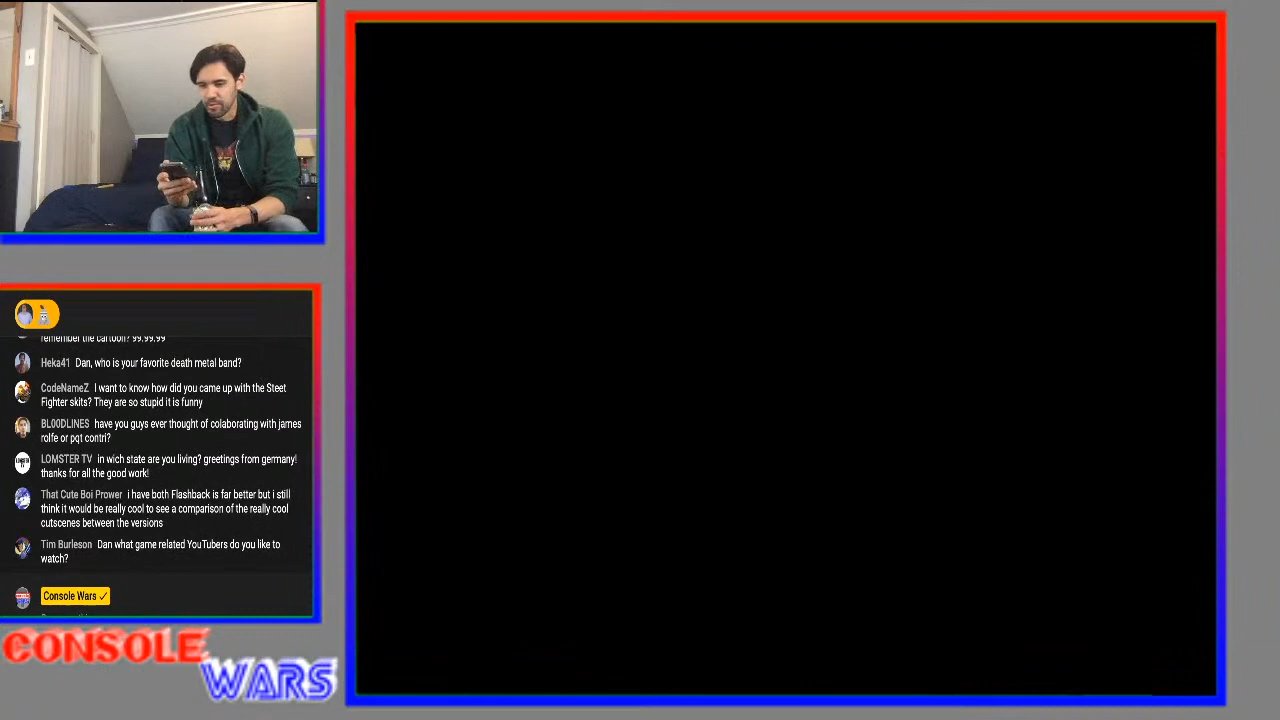 remember the cartoon? 99.99.99
Heka41 Dan, who is your favorite death metal band?
CodeNameZ I want to know how did you came up with the Steet
Fighter skits? They are so stupid it is funny
BL00DLINES have you guys ever thought of colaborating with james
rolfe or pqt contri?
LOMSTER TV in wich state are you living? greetings from germany!
thanks for all the good work!
That Cute Boi Prower i have both Flashback is far better but i still
think it would be really cool to see a comparison of the really cool
cutscenes between the versions
Tim Burleson Dan what game related YouTubers do you like to
watch?
Console Wars ✓
CONSOLE
WARS